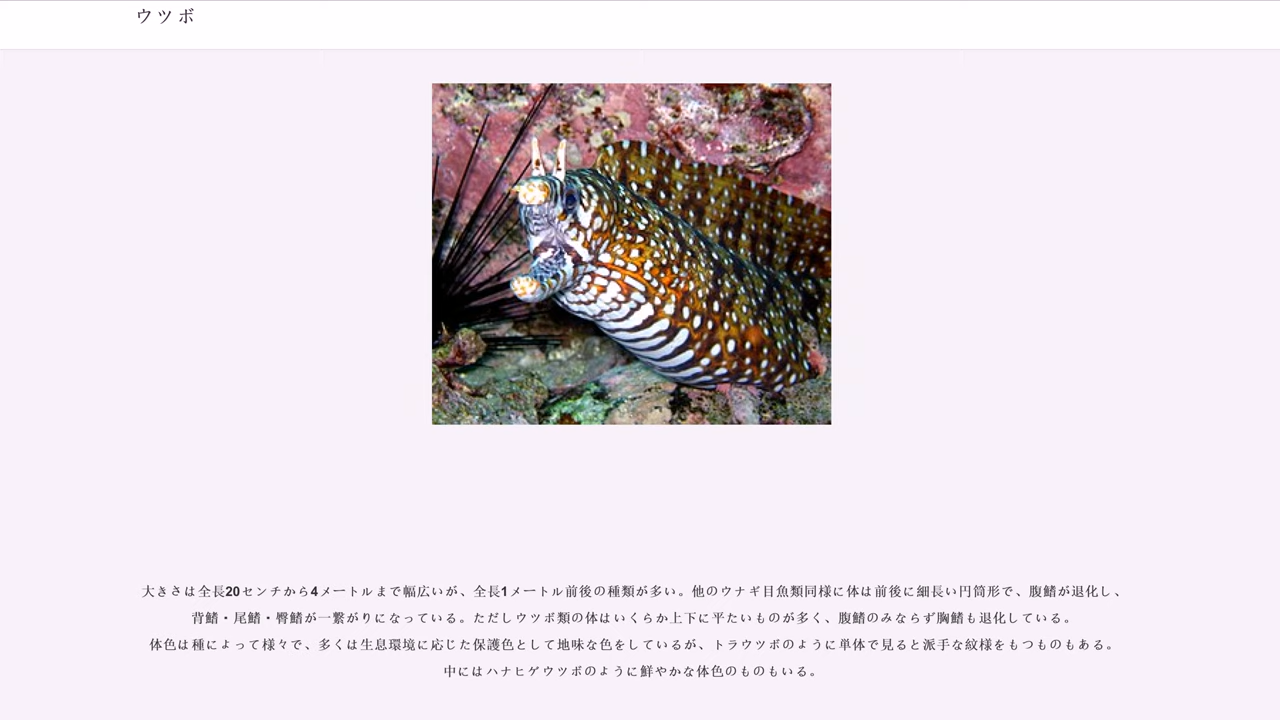 ウツボ
大きさは全長20センチから4メートルまで幅広いが、全長1メートル前後の種類が多い。他のウナギ目魚類同様に体は前後に細長い円筒形で、腹鰭が退化し、
背鰭・尾鰭・臀鰭が一繋がりになっている。ただしウツボ類の体はいくらか上下に平たいものが多く、腹鰭のみならず胸鰭も退化している。
体色は種によって様々で、多くは生息環境に応じた保護色として地味な色をしているが、トラウツボのように単体で見ると派手な紋様をもつものもある。
中にはハナヒゲウツボのように鮮やかな体色のものもいる。